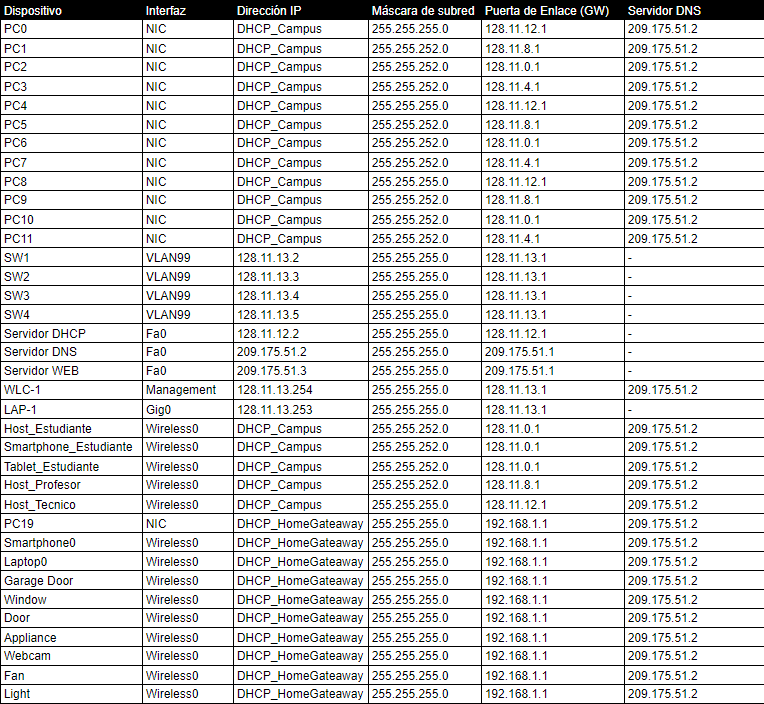 Dispositivo Interfaz Dirección IP Máscara de subred Puerta de Enlace (GW) Servidor DNS
PC0 NIC DHCP_Campus 255.255.255.0 128.11.12.1 209.175.51.2
PC1 NIC DHCP_Campus 255.255.252.0 128.11.8.1 209.175.51.2
PC2 NIC DHCP_Campus 255.255.252.0 128.11.0.1 209.175.51.2
PC3 NIC DHCP_Campus 255.255.252.0 128.11.4.1 209.175.51.2
PC4 NIC DHCP_Campus 255.255.255.0 128.11.12.1 209.175.51.2
PC5 NIC DHCP_Campus 255.255.252.0 128.11.8.1 209.175.51.2
PC6 NIC DHCP_Campus 255.255.252.0 128.11.0.1 209.175.51.2
PC7 NIC DHCP_Campus 255.255.252.0 128.11.4.1 209.175.51.2
PC8 NIC DHCP_Campus 255.255.255.0 128.11.12.1 209.175.51.2
PC9 NIC DHCP_Campus 255.255.252.0 128.11.8.1 209.175.51.2
PC10 NIC DHCP_Campus 255.255.252.0 128.11.0.1 209.175.51.2
PC11 NIC DHCP_Campus 255.255.252.0 128.11.4.1 209.175.51.2
SW1 VLAN99 128.11.13.2 255.255.255.0 128.11.13.1 -
SW2 VLAN99 128.11.13.3 255.255.255.0 128.11.13.1 -
SW3 VLAN99 128.11.13.4 255.255.255.0 128.11.13.1 -
SW4 VLAN99 128.11.13.5 255.255.255.0 128.11.13.1 -
Servidor DHCP Fa0 128.11.12.2 255.255.255.0 128.11.12.1 -
Servidor DNS Fa0 209.175.51.2 255.255.255.0 209.175.51.1 -
Servidor WEB Fa0 209.175.51.3 255.255.255.0 209.175.51.1 -
WLC-1 Management 128.11.13.254 255.255.255.0 128.11.13.1 209.175.51.2
LAP-1 Gig0 128.11.13.253 255.255.255.0 128.11.13.1 -
Host_Estudiante Wireless0 DHCP_Campus 255.255.252.0 128.11.0.1 209.175.51.2
Smartphone_Estudiante Wireless0 DHCP_Campus 255.255.252.0 128.11.0.1 209.175.51.2
Tablet_Estudiante Wireless0 DHCP_Campus 255.255.252.0 128.11.0.1 209.175.51.2
Host_Profesor Wireless0 DHCP_Campus 255.255.252.0 128.11.8.1 209.175.51.2
Host_Tecnico Wireless0 DHCP_Campus 255.255.255.0 128.11.12.1 209.175.51.2
PC19 NIC DHCP_HomeGateaway 255.255.255.0 192.168.1.1 209.175.51.2
Smartphone0 Wireless0 DHCP_HomeGateaway 255.255.255.0 192.168.1.1 209.175.51.2
Laptop0 Wireless0 DHCP_HomeGateaway 255.255.255.0 192.168.1.1 209.175.51.2
Garage Door Wireless0 DHCP_HomeGateaway 255.255.255.0 192.168.1.1 209.175.51.2
Window Wireless0 DHCP_HomeGateaway 255.255.255.0 192.168.1.1 209.175.51.2
Door Wireless0 DHCP_HomeGateaway 255.255.255.0 192.168.1.1 209.175.51.2
Appliance Wireless0 DHCP_HomeGateaway 255.255.255.0 192.168.1.1 209.175.51.2
Webcam Wireless0 DHCP_HomeGateaway 255.255.255.0 192.168.1.1 209.175.51.2
Fan Wireless0 DHCP_HomeGateaway 255.255.255.0 192.168.1.1 209.175.51.2
Light Wireless0 DHCP_HomeGateaway 255.255.255.0 192.168.1.1 209.175.51.2